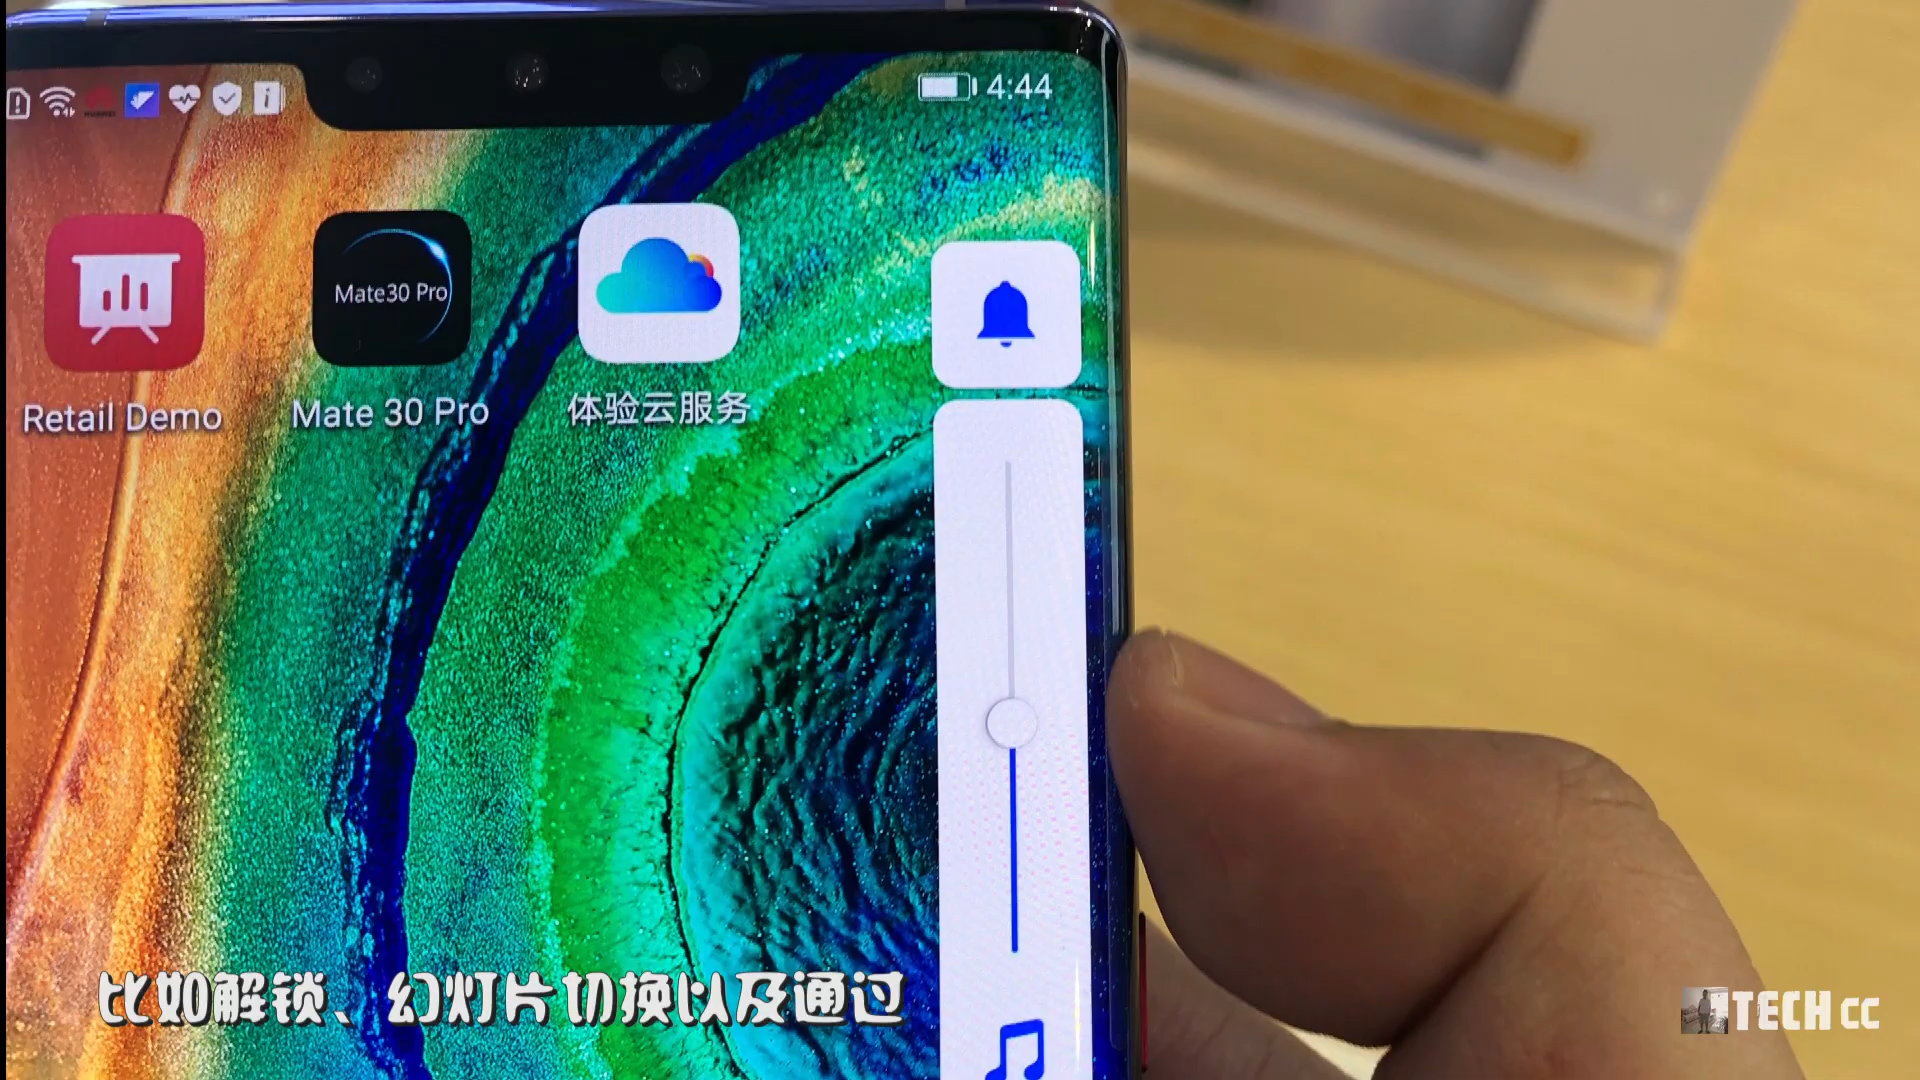 4:44
HUAWEI
Mate30 Pro
Retail Demo
Mate 30 Pro
体验云服务
比如解锁、幻灯片切换以及通过
TECH cc